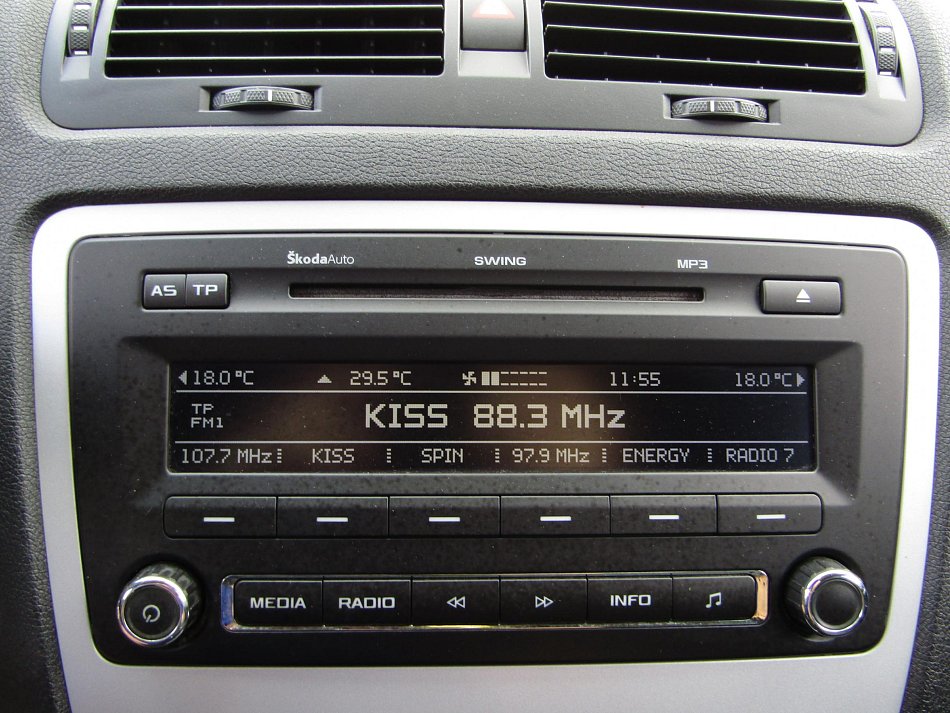 ŠkodaAuto SWING MP3
AS TP
18.0°C 29.5°C 11:55 18.0°C
TP
FM1
KISS 88.3 MHz
107.7 MHz KISS SPIN 97.9 MHz ENERGY RADIO 7
MEDIA RADIO INFO